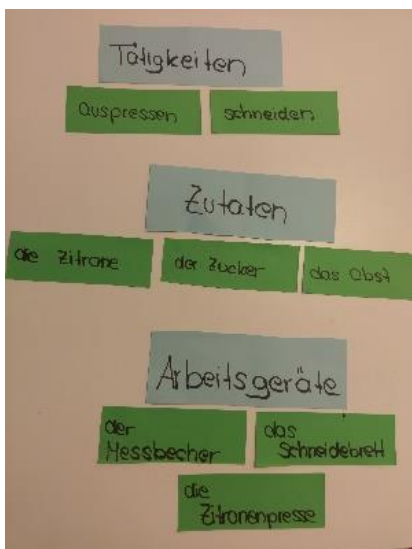 Tätigkeiten
auspressen schneiden
Zutaten
die Zitrone der Zucker das Obst
Arbeitsgeräte
der Messbecher
das Schneidebrett
die Zitronenpresse